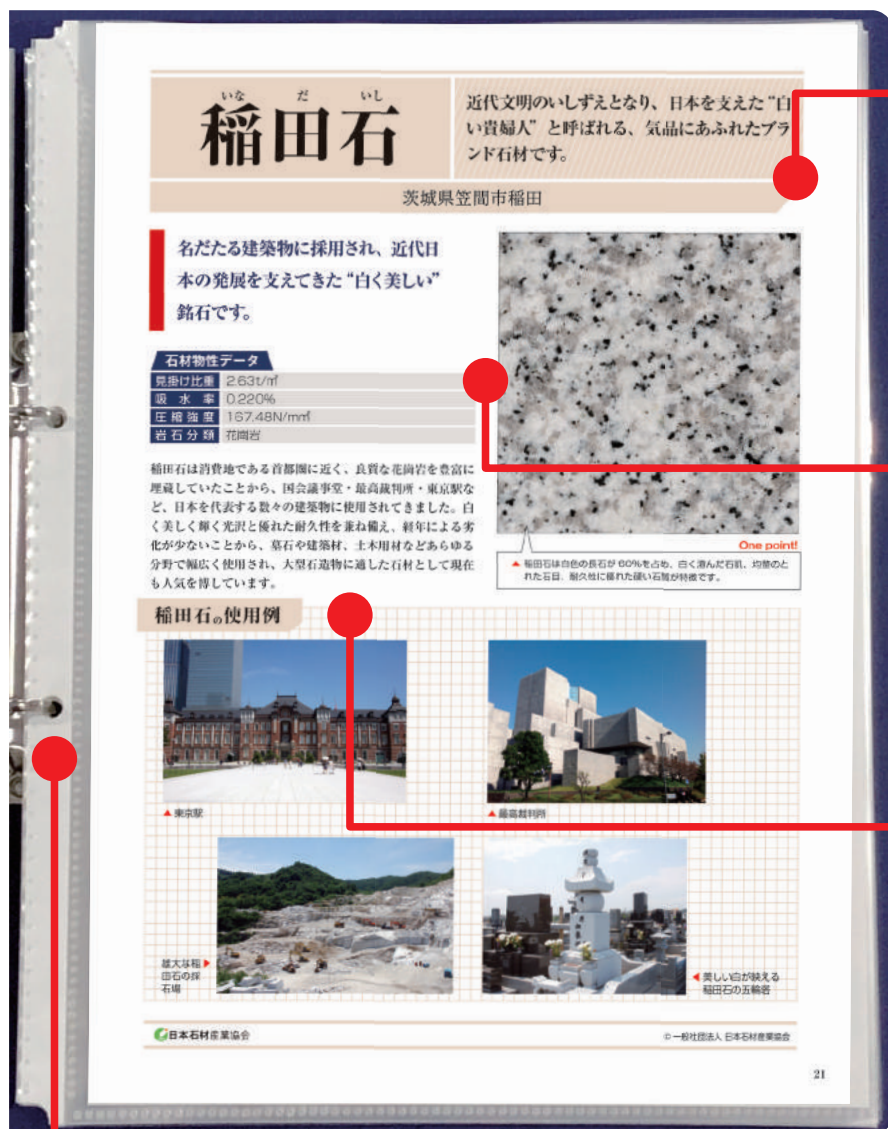 いなだいし
稲田石
近代文明のいしずえとなり、日本を支えた“白
い貴婦人”と呼ばれる、気品にあふれたブラ
ンド石材です。
茨城県笠間市稲田
名だたる建築物に採用され、近代日
本の発展を支えてきた“白く美しい”
銘石です。
石材物性データ
見掛け比重 2.63t/㎥
吸水率 0.220%
圧縮強度 167.48N/m㎡
岩石分類 花崗岩
稲田石は消費地である首都圏に近く、良質な花崗岩を豊富に
埋蔵していたことから、国会議事堂・最高裁判所・東京駅な
ど、日本を代表する数々の建築物に使用されてきました。白
く美しく輝く光沢と優れた耐久性を兼ね備え、経年による劣
化が少ないことから、墓石や建築材、土木用材などあらゆる
分野で幅広く使用され、大型石造物に適した石材として現在
も人気を博しています。
One point!
▲ 稲田石は白色の長石が60%を占め、白く澄んだ石肌、均整のと
れた石目、耐久性に優れた硬い石質が特徴です。
稲田石の使用例
▲ 東京駅
▲ 最高裁判所
雄大な稲▶
田石の採
石場
◀美しい白が映える
稲田石の五輪塔
日本石材産業協会
© 一般社団法人 日本石材産業協会
21